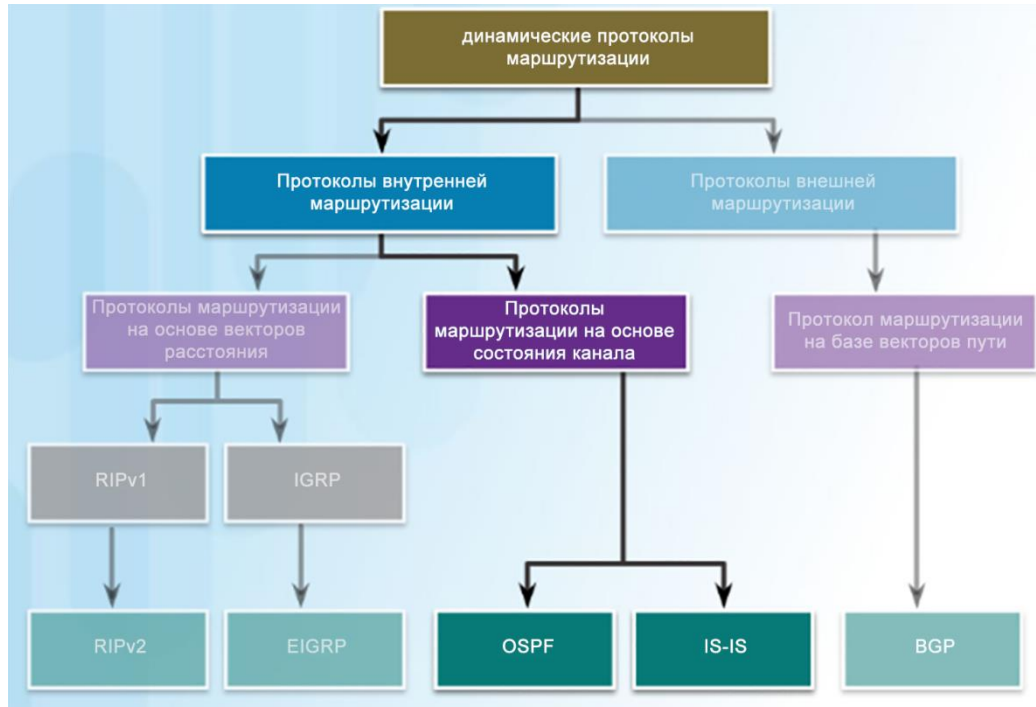 динамические протоколы
маршрутизации
Протоколы внутренней
маршрутизации
Протоколы внешней
маршрутизации
Протоколы маршрутизации
на основе векторов
расстояния
Протоколы
маршрутизации на основе
состояния канала
Протокол маршрутизации
на базе векторов пути
RIPv1
IGRP
RIPv2
EIGRP
OSPF
IS-IS
BGP